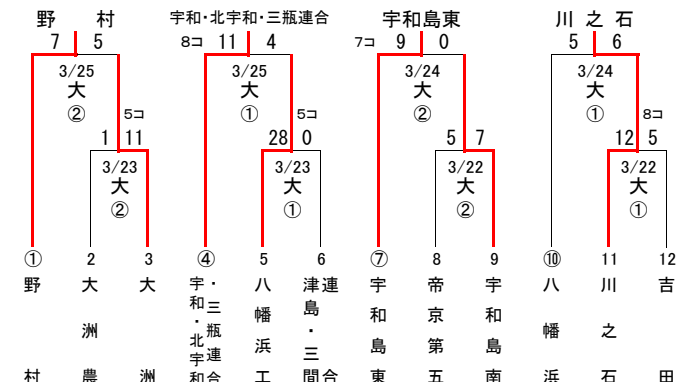 野 村 宇和・北宇和・三瓶連合 宇和島東 川之石
7 5 8コ 11 4 7コ 9 0 5 6
3/25 3/25 3/24 3/24
大 大 大 大
② ① ② ①
5コ 5コ 8コ
1 11 28 0 5 7 12 5
3/23 3/23 3/22 3/22
大 大 大 大
② ① ② ①
① 2 3 ④ 5 6 ⑦ 8 9 ⑩ 11 12
野村
大洲農
大洲
宇和・北宇和
・三瓶連合
八幡浜工
津島・三間
連合
宇和島東
帝京第五
宇和島南
八幡浜
川之石
吉田